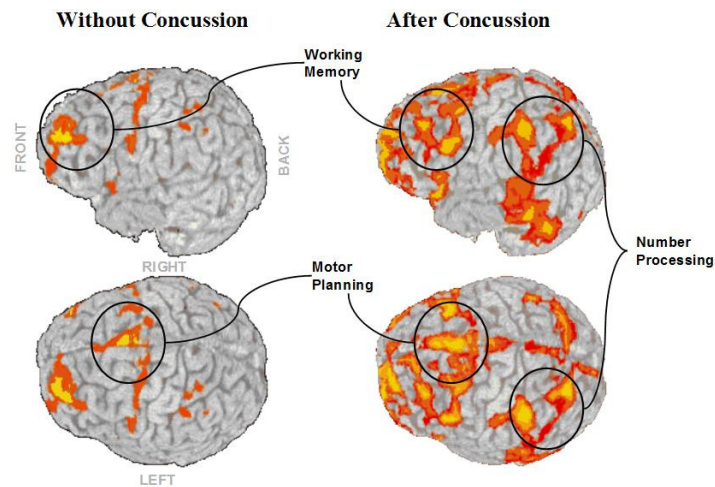 Without Concussion
After Concussion
Working
Memory
FRONT
BACK
RIGHT
Motor
Planning
Number
Processing
LEFT